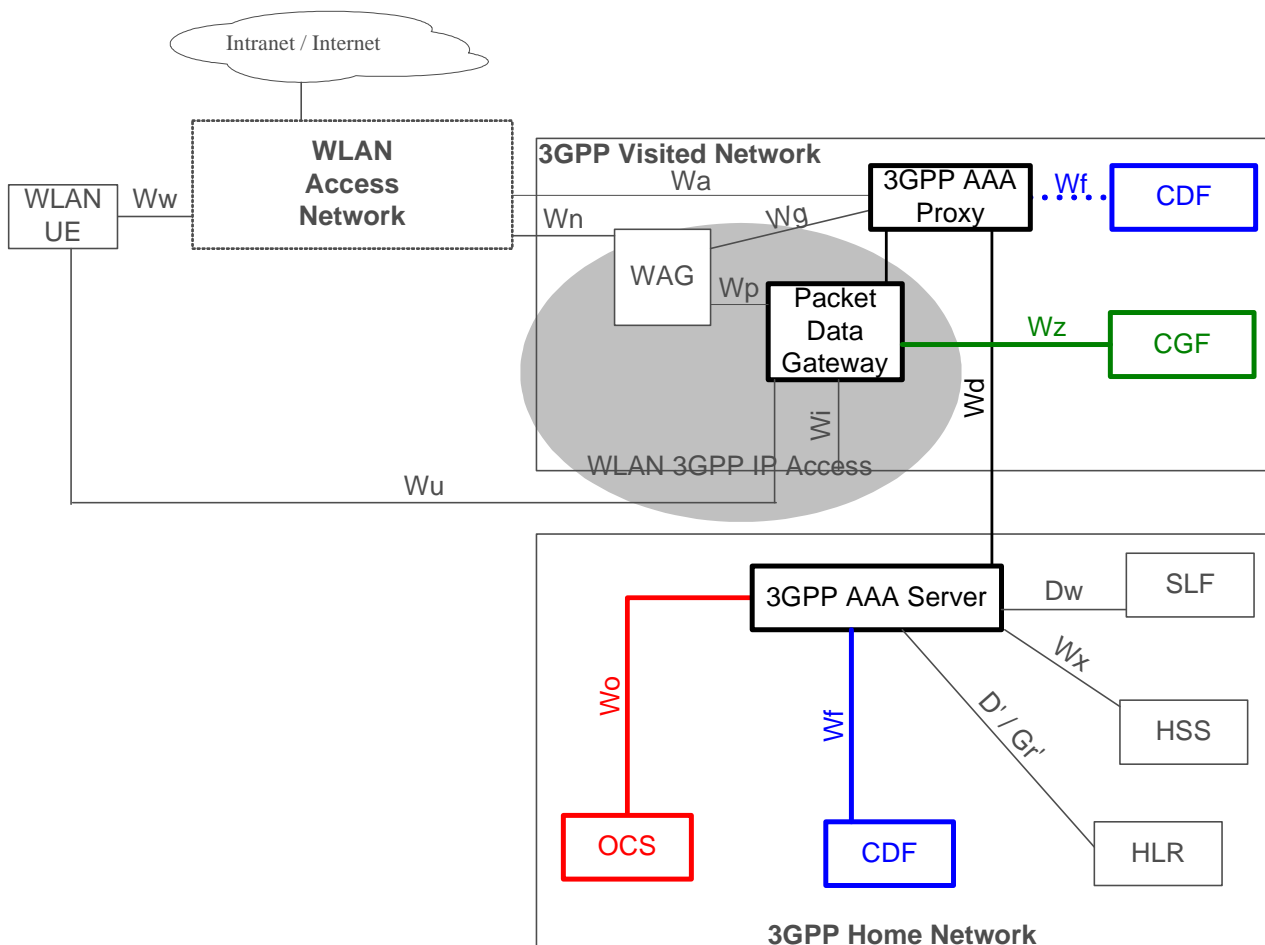 Intranet / Internet
WLAN
Access
Network
3GPP Visited Network
Wa
3GPP AAA
Proxy
Wf
CDF
WLAN
UE
Ww
Wn
Wg
WAG
Wp
Packet
Data
Gateway
Wz
CGF
Wd
Wi
WLAN 3GPP IP Access
Wu
3GPP AAA Server
Dw
SLF
Wx
Wo
Wf
D' / Gr'
HSS
OCS
CDF
HLR
3GPP Home Network